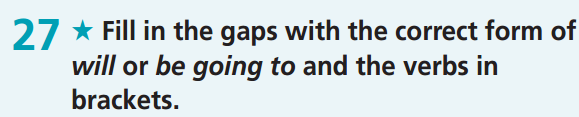 27 ★ Fill in the gaps with the correct form of
will or be going to and the verbs in
brackets.